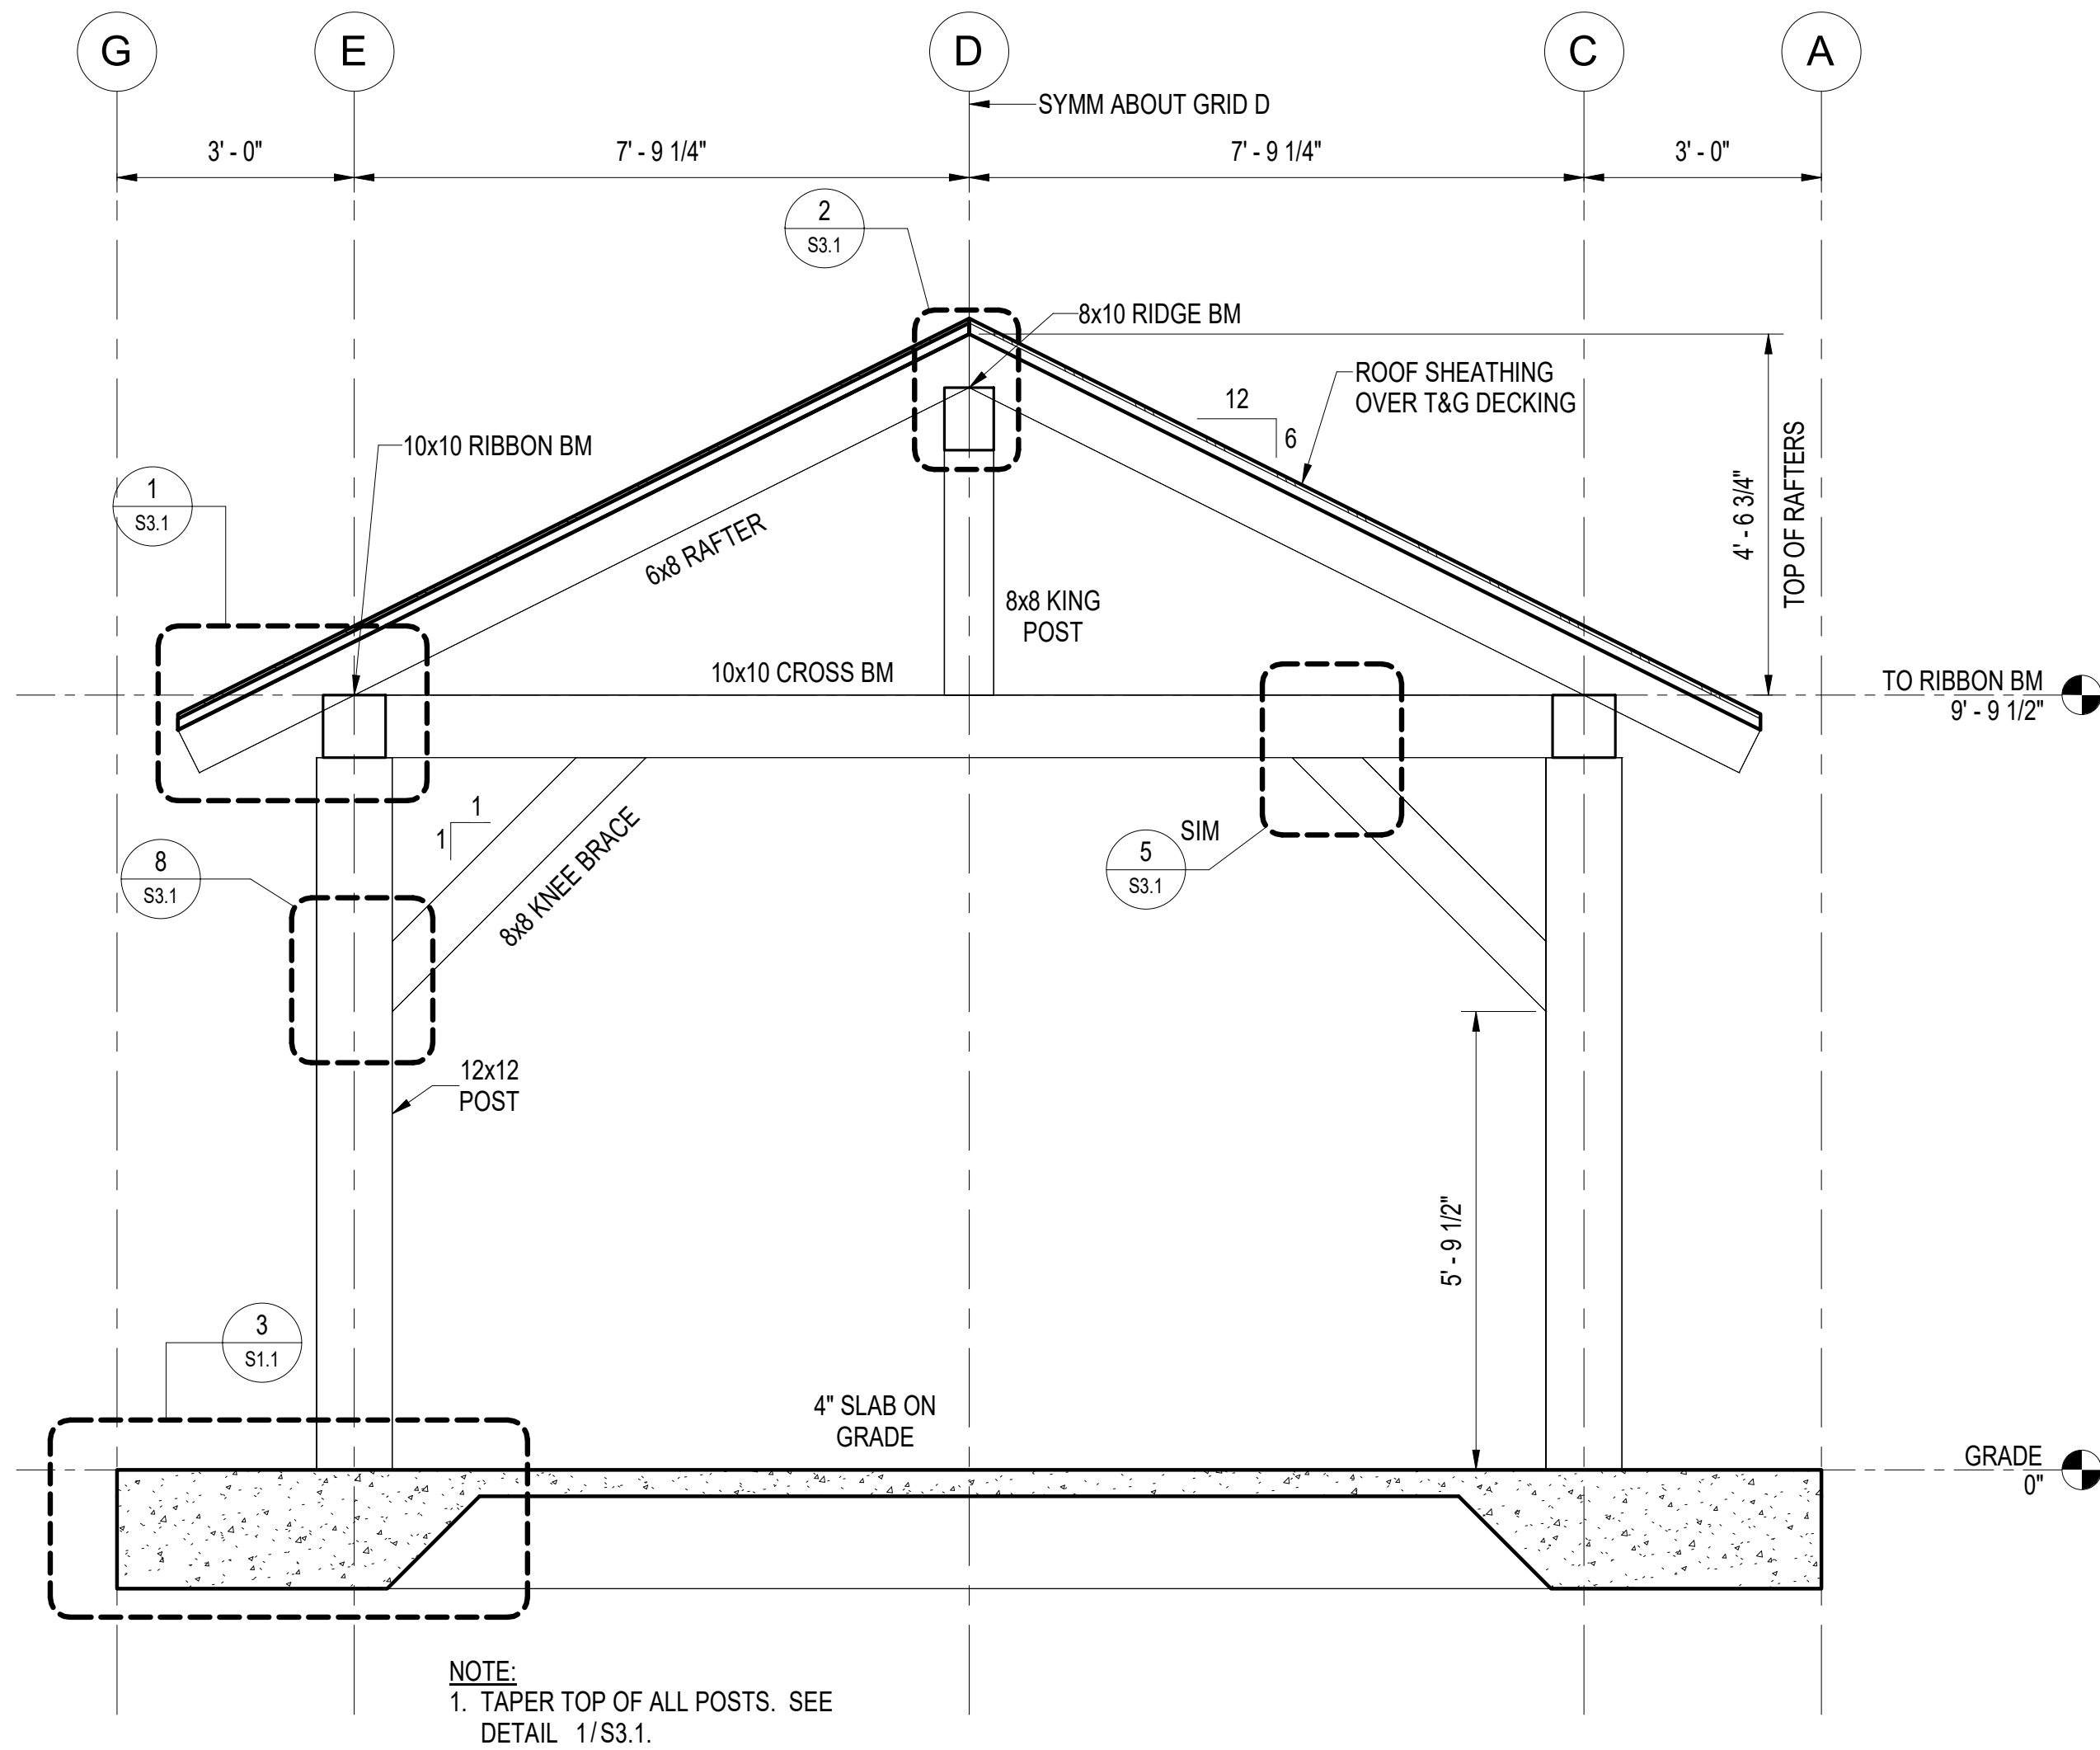 G
E
D
C
A
SYMM ABOUT GRID D
3' - 0"
7' - 9 1/4"
7' - 9 1/4"
3' - 0"
2
S3.1
8x10 RIDGE BM
ROOF SHEATHING
OVER T&G DECKING
12
6
10x10 RIBBON BM
1
S3.1
6x8 RAFTER
4' - 6 3/4"
TOP OF RAFTERS
8x8 KING
POST
10x10 CROSS BM
TO RIBBON BM
9' - 9 1/2"
1
1
8x8 KNEE BRACE
SIM
5
S3.1
8
S3.1
12x12
POST
5' - 9 1/2"
3
S1.1
4" SLAB ON
GRADE
GRADE
0"
NOTE:
1. TAPER TOP OF ALL POSTS. SEE
DETAIL 1/S3.1.